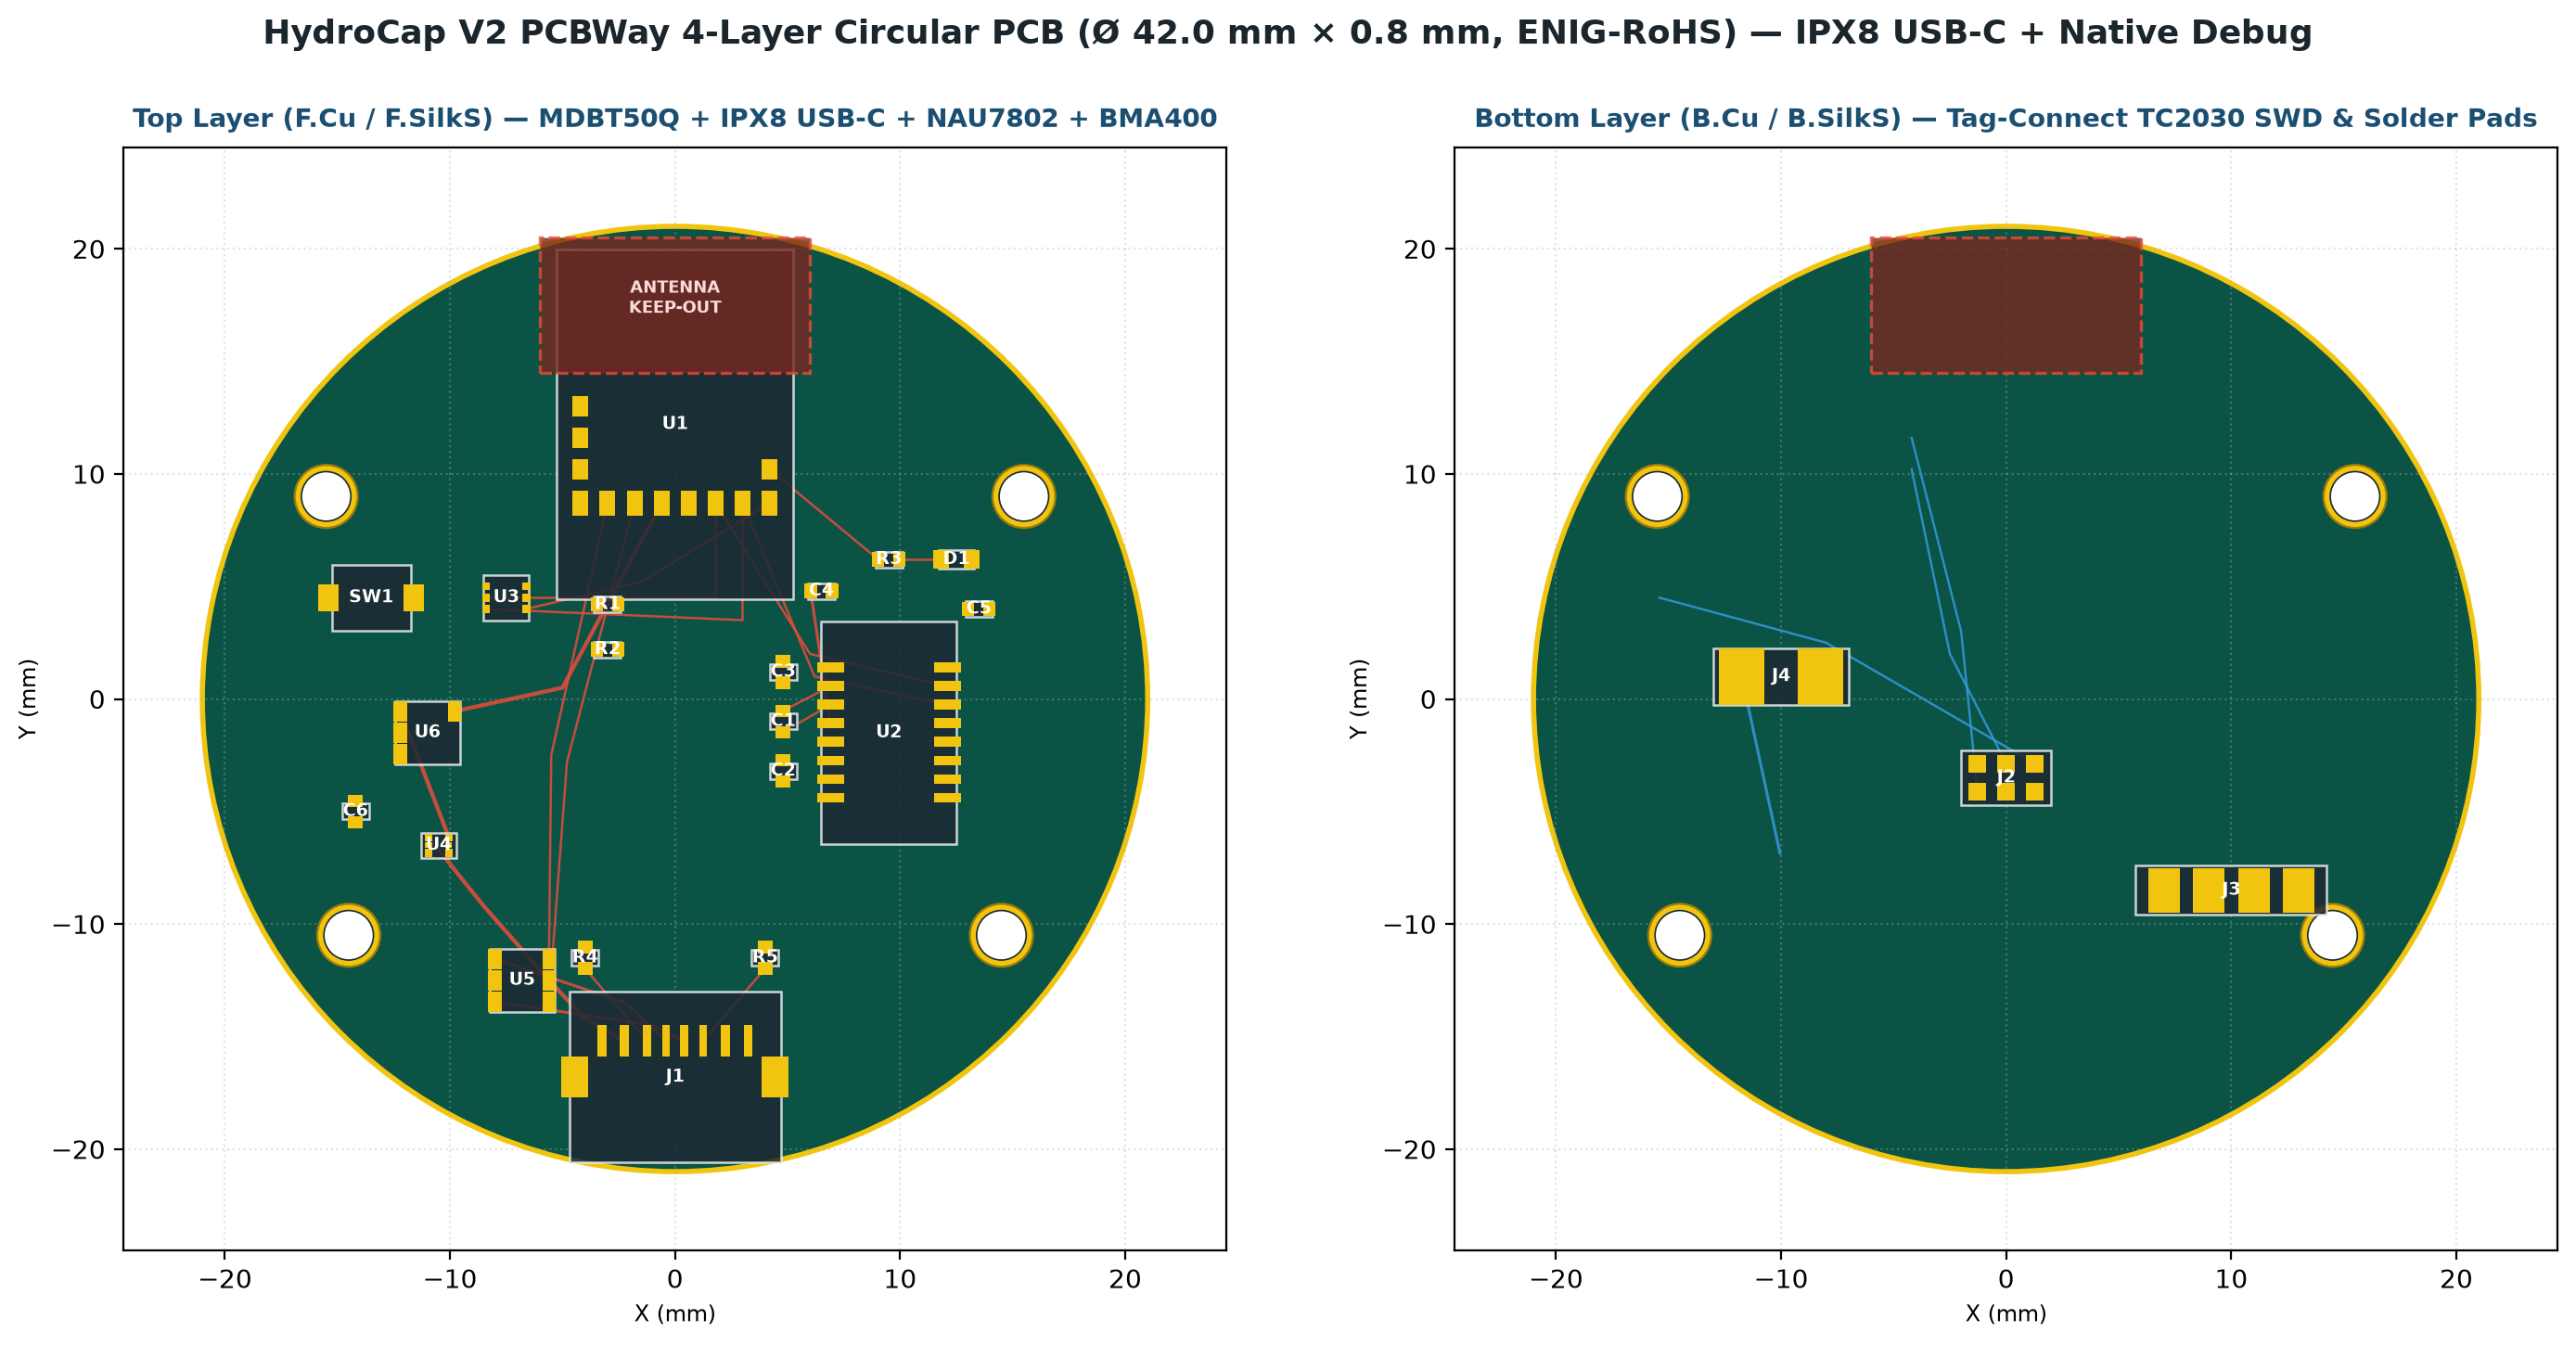 HydroCap V2 PCBWay 4-Layer Circular PCB (Ø 42.0 mm × 0.8 mm, ENIG-RoHS) — IPX8 USB-C + Native Debug
Top Layer (F.Cu / F.SilkS) — MDBT50Q + IPX8 USB-C + NAU7802 + BMA400
20
10
0
−10
−20
Y (mm)
ANTENNA
KEEP-OUT
U1
R3
D1
SW1
U3
R1
C4
C5
R2
C3
U6
C1
U2
C2
C6
U4
R4
R5
U5
J1
−20
−10
0
10
20
X (mm)
Bottom Layer (B.Cu / B.SilkS) — Tag-Connect TC2030 SWD & Solder Pads
20
10
0
−10
−20
Y (mm)
J4
J2
J3
−20
−10
0
10
20
X (mm)